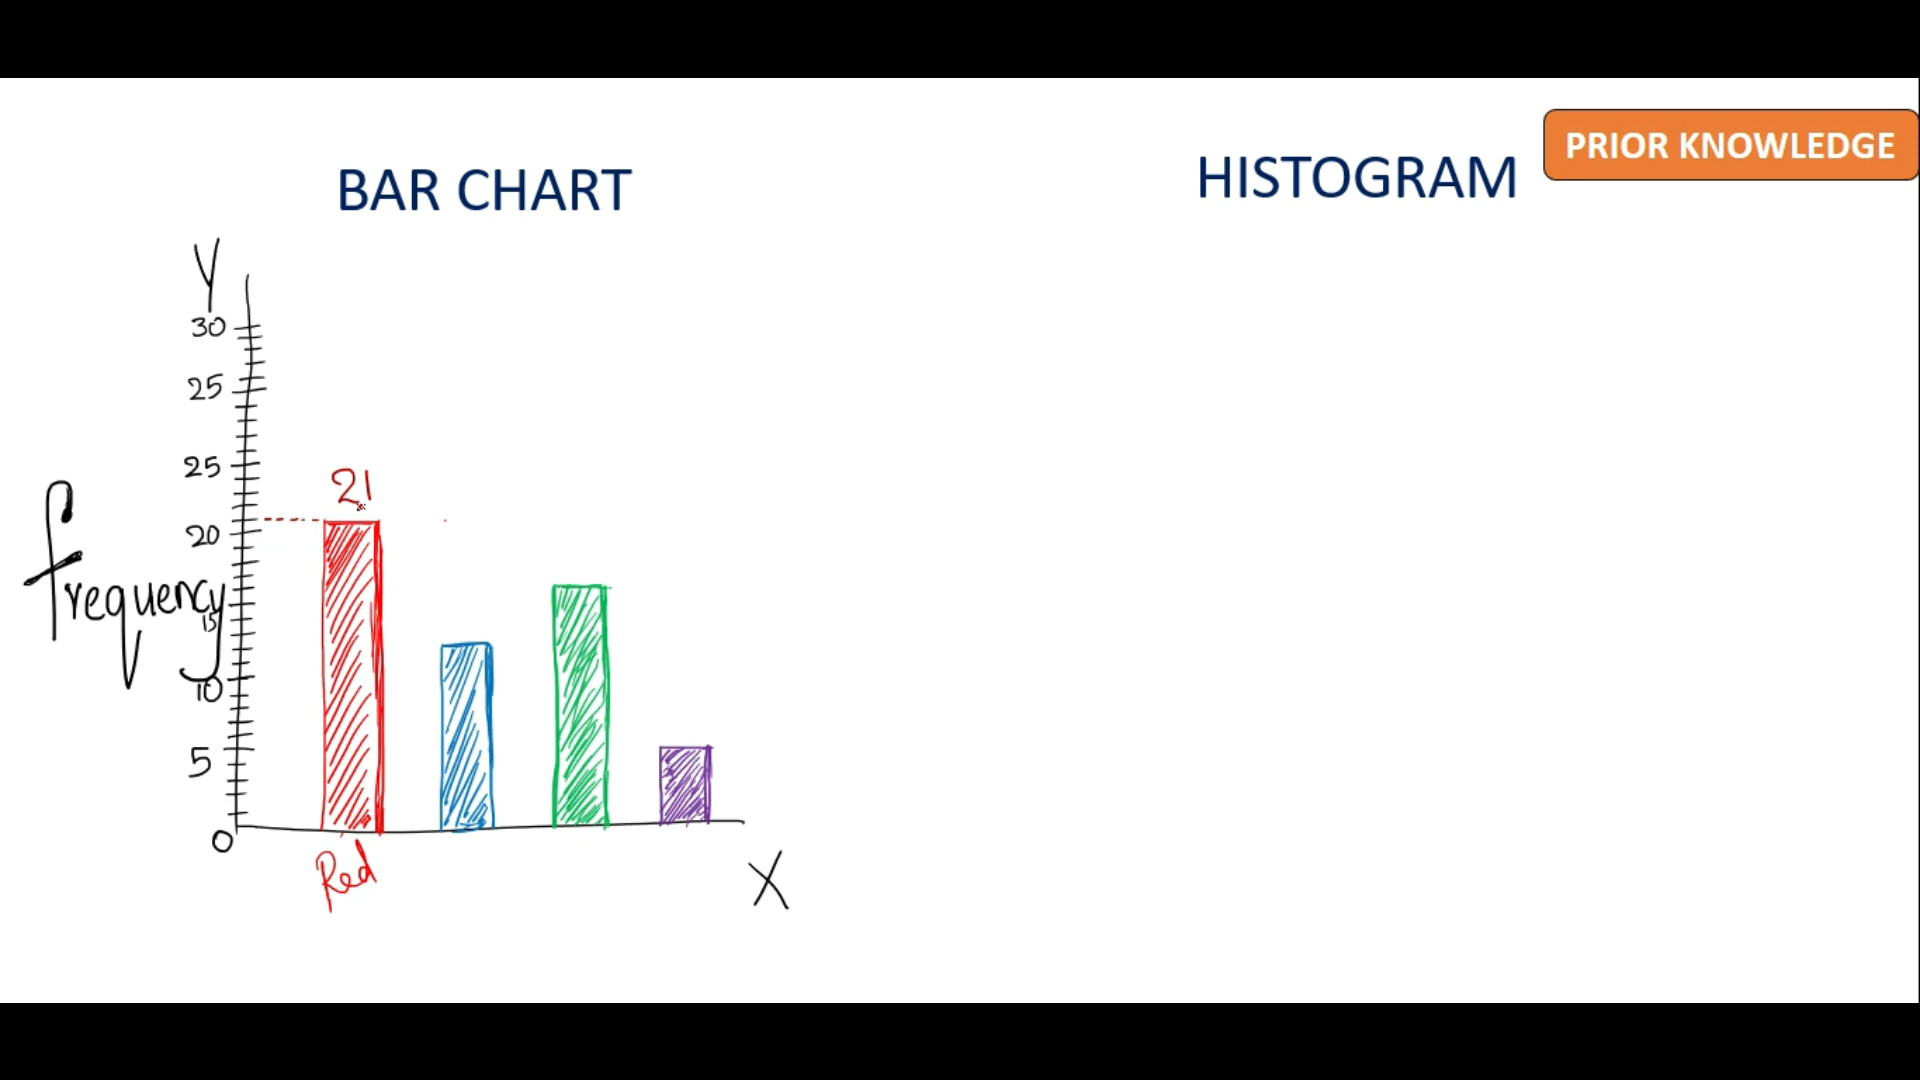 BAR CHART
HISTOGRAM
PRIOR KNOWLEDGE
Y
30
25
25
21
20
frequency
15
10
5
0
Red
X